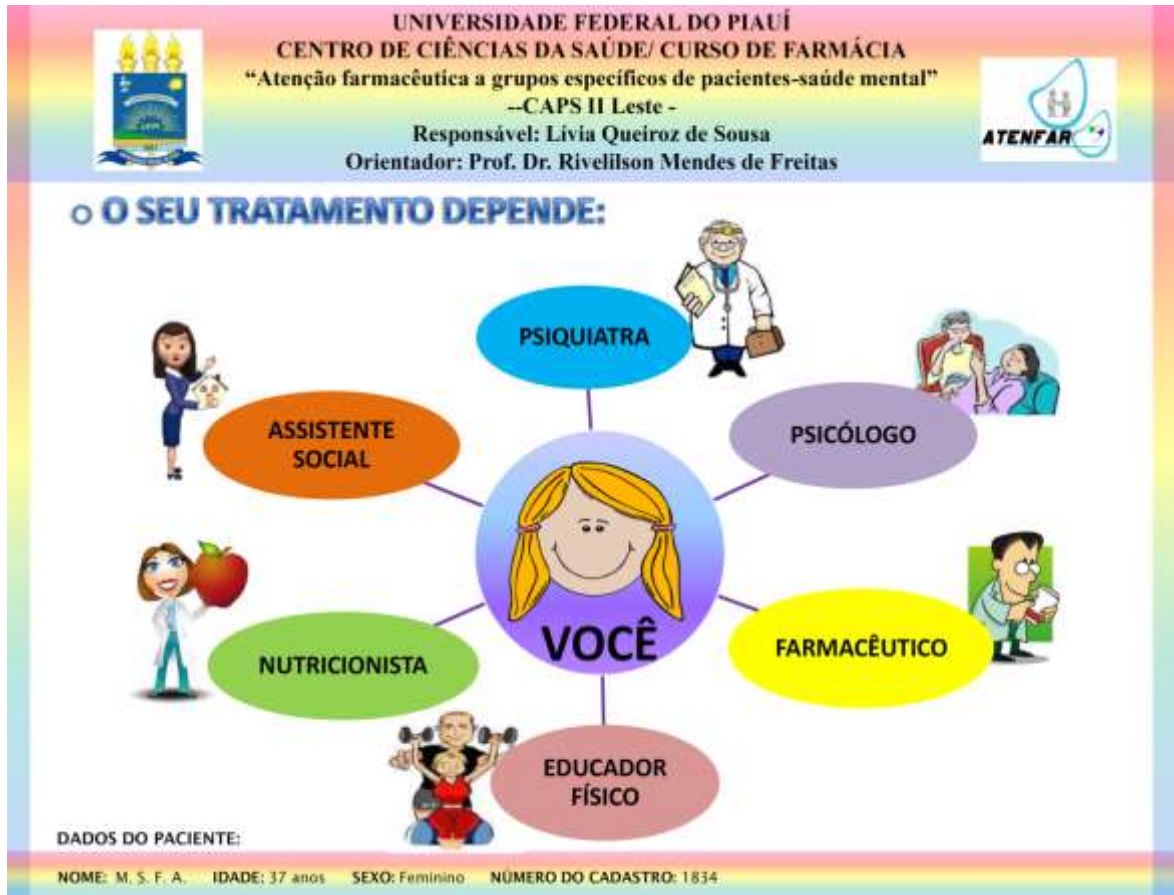 UNIVERSIDADE FEDERAL DO PIAUÍ
CENTRO DE CIÊNCIAS DA SAÚDE/ CURSO DE FARMÁCIA
“Atenção farmacêutica a grupos específicos de pacientes-saúde mental”
--CAPS II Leste -
Responsável: Lívia Queiroz de Sousa
Orientador: Prof. Dr. Rivelilson Mendes de Freitas
ATENFAR
O SEU TRATAMENTO DEPENDE:
PSIQUIATRA
ASSISTENTE
SOCIAL
PSICÓLOGO
VOCÊ
NUTRICIONISTA
FARMACÊUTICO
EDUCADOR
FÍSICO
DADOS DO PACIENTE:
NOME: M. S. F. A. IDADE: 37 anos SEXO: Feminino NÚMERO DO CADASTRO: 1834